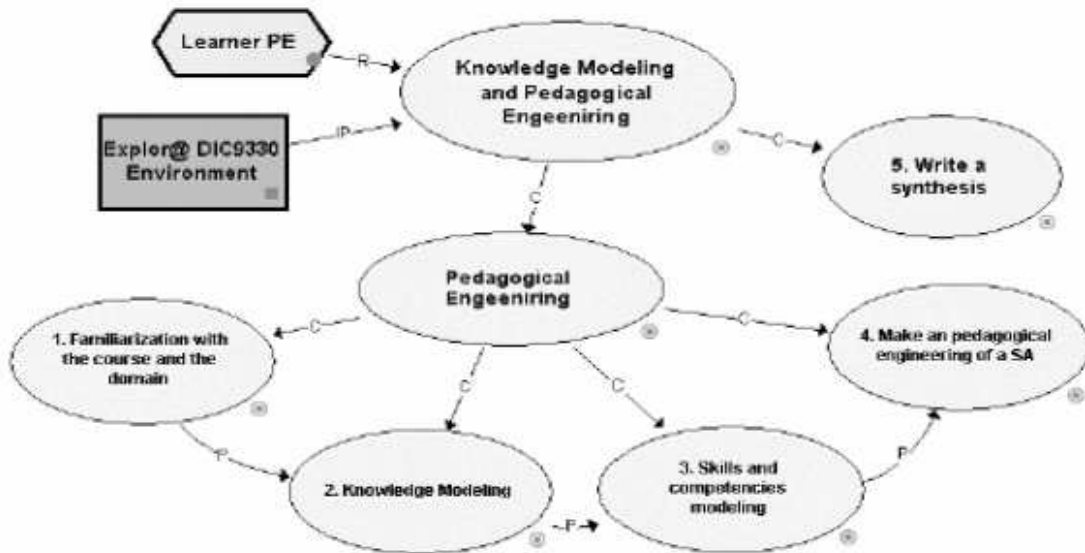 Learner PE
R
Knowledge Modeling
and Pedagogical
Engeeniring
Explor@ DIC9330
Environment
IP
C
5. Write a
synthesis
C
Pedagogical
Engeeniring
C
C
1. Familiarization with
the course and the
domain
4. Make an pedagogical
engineering of a SA
C
C
P
P
2. Knowledge Modeling
3. Skills and
competencies
modeling
P